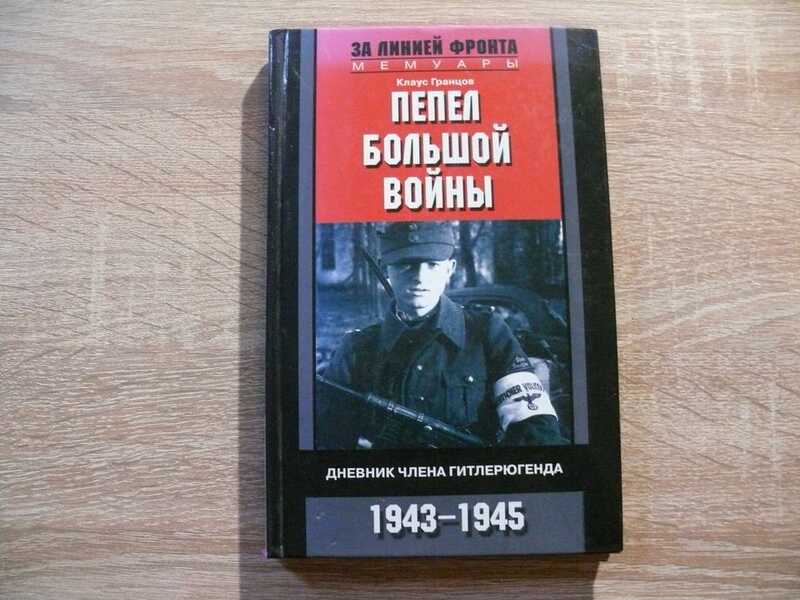 ЗА ЛИНИЕЙ ФРОНТА
МЕМУАРЫ
Клаус Гранцов
ПЕПЕЛ
БОЛЬШОЙ
ВОЙНЫ
ДНЕВНИК ЧЛЕНА ГИТЛЕРЮГЕНДА
1943–1945